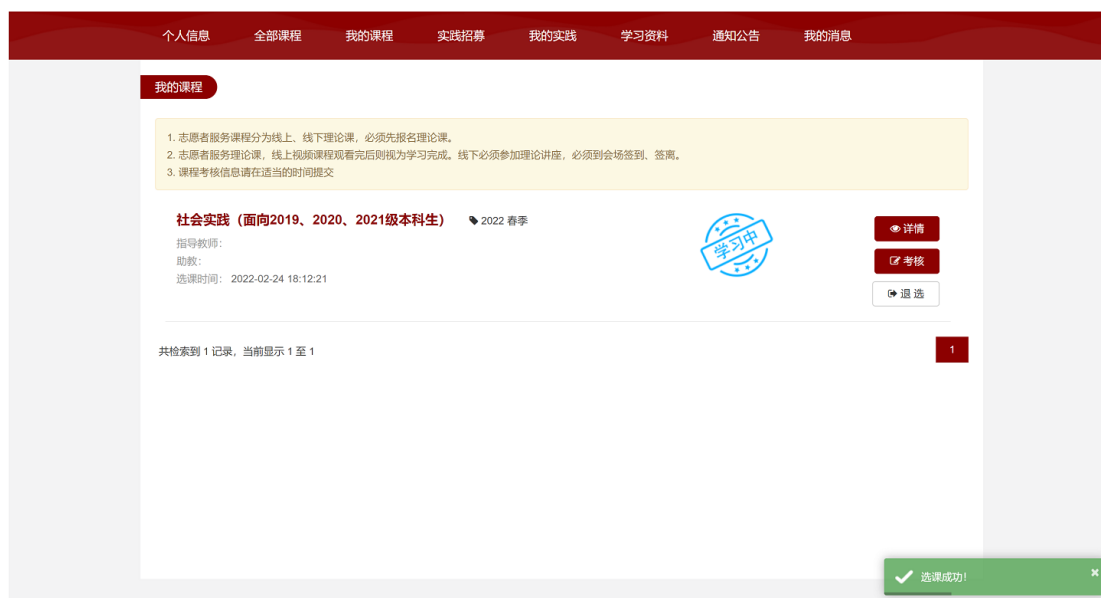 个人信息 全部课程 我的课程 实践招募 我的实践 学习资料 通知公告 我的消息
我的课程
1. 志愿者服务课程分为线上、线下理论课，必须先报名理论课。
2. 志愿者服务理论课，线上视频课程观看完后则视为学习完成。线下必须参加理论讲座，必须到会场签到、签离。
3. 课程考核信息请在适当的时间提交
社会实践（面向2019、2020、2021级本科生） 2022 春季
指导教师：
助教：
选课时间： 2022-02-24 18:12:21
学习中
详情
考核
退 选
共检索到 1 记录，当前显示 1 至 1
1
选课成功!
×